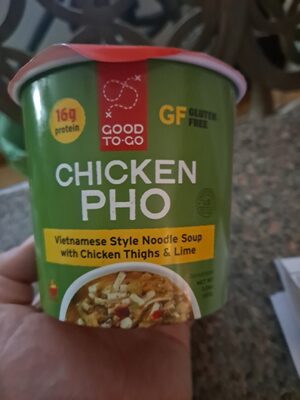 16g
protein
GOOD
TO-GO
GF GLUTEN
FREE
CHICKEN
PHO
Vietnamese Style Noodle Soup
with Chicken Thighs & Lime